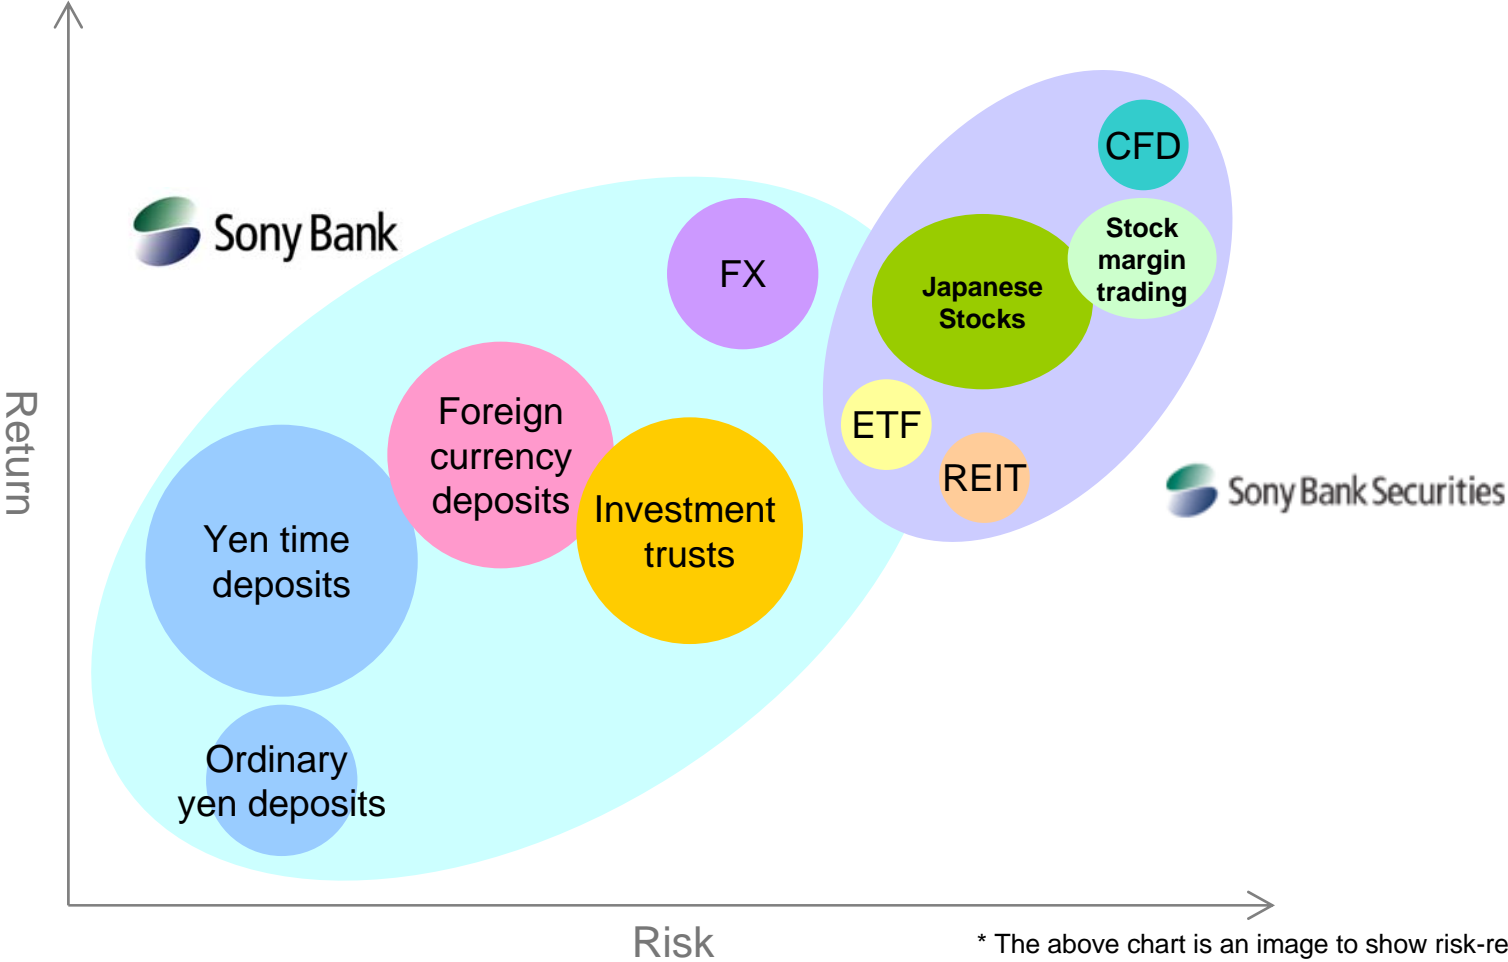 CFD
Sony Bank
Stock
margin
trading
FX
Japanese
Stocks
Foreign
currency
deposits
ETF
REIT
Sony Bank Securities
Investment
trusts
Yen time
deposits
Ordinary
yen deposits
Return
Risk
* The above chart is an image to show risk-re